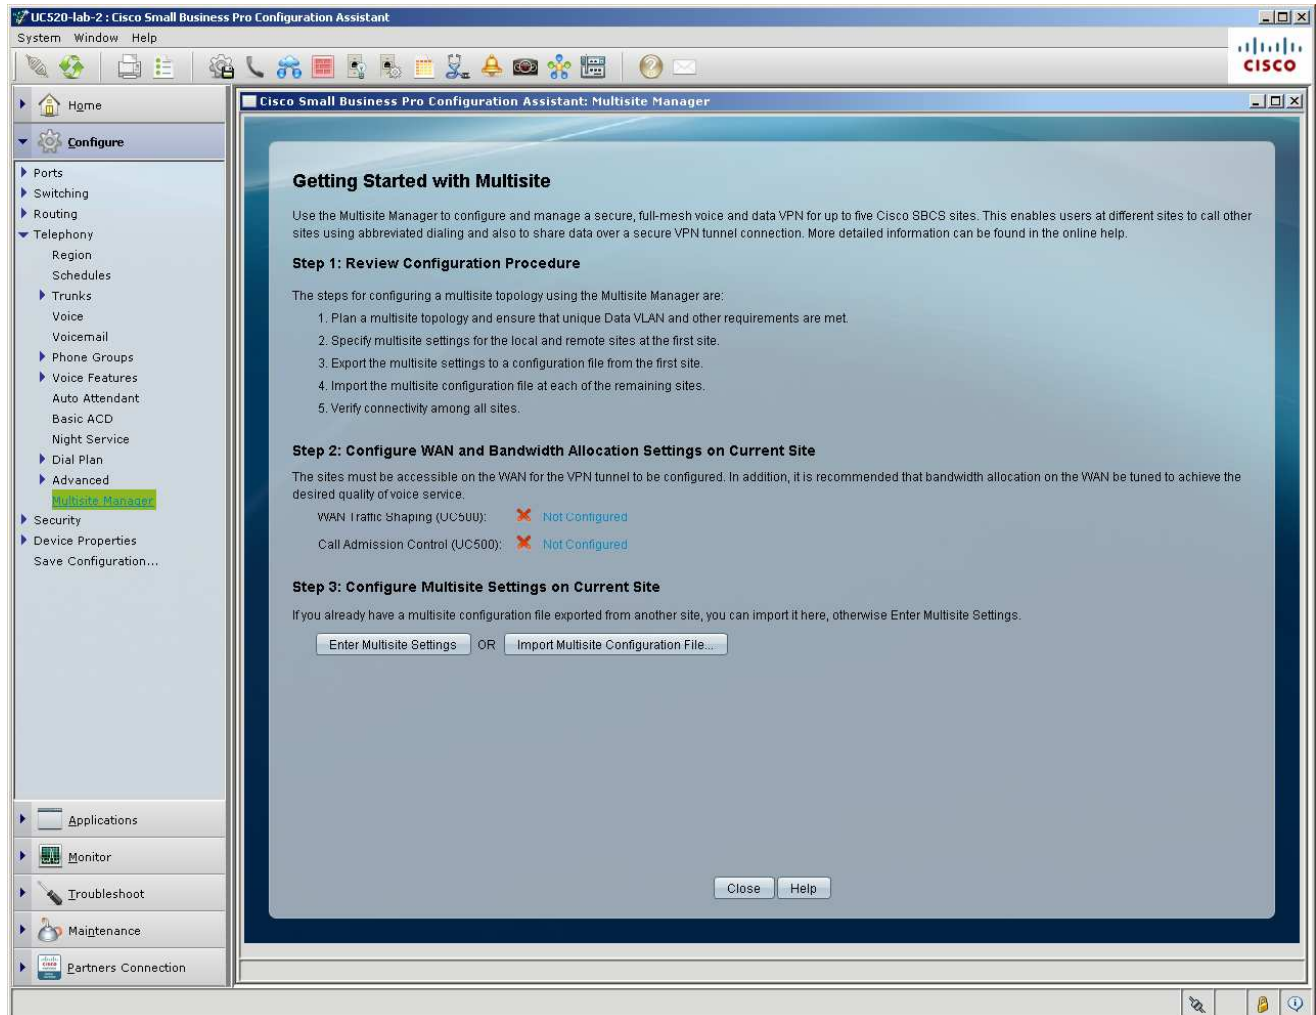 UC520-lab-2 : Cisco Small Business Pro Configuration Assistant
System Window Help
CISCO
Home
Configure
Ports
Switching
Routing
Telephony
Region
Schedules
Trunks
Voice
Voicemail
Phone Groups
Voice Features
Auto Attendant
Basic ACD
Night Service
Dial Plan
Advanced
Multisite Manager
Security
Device Properties
Save Configuration...
Applications
Monitor
Troubleshoot
Maintenance
Partners Connection
Cisco Small Business Pro Configuration Assistant: Multisite Manager
Getting Started with Multisite
Use the Multisite Manager to configure and manage a secure, full-mesh voice and data VPN for up to five Cisco SBCS sites. This enables users at different sites to call other
sites using abbreviated dialing and also to share data over a secure VPN tunnel connection. More detailed information can be found in the online help.
Step 1: Review Configuration Procedure
The steps for configuring a multisite topology using the Multisite Manager are:
1. Plan a multisite topology and ensure that unique Data VLAN and other requirements are met.
2. Specify multisite settings for the local and remote sites at the first site.
3. Export the multisite settings to a configuration file from the first site.
4. Import the multisite configuration file at each of the remaining sites.
5. Verify connectivity among all sites.
Step 2: Configure WAN and Bandwidth Allocation Settings on Current Site
The sites must be accessible on the WAN for the VPN tunnel to be configured. In addition, it is recommended that bandwidth allocation on the WAN be tuned to achieve the
desired quality of voice service.
WAN Traffic Shaping (UC500): Not Configured
Call Admission Control (UC500): Not Configured
Step 3: Configure Multisite Settings on Current Site
If you already have a multisite configuration file exported from another site, you can import it here, otherwise Enter Multisite Settings.
Enter Multisite Settings OR Import Multisite Configuration File...
Close Help